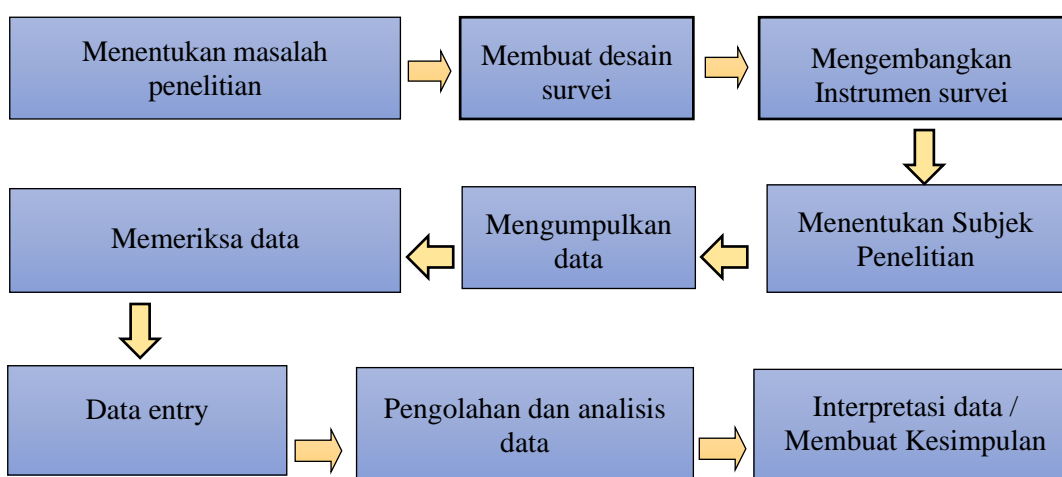 Menentukan masalah
penelitian
Membuat desain
survei
Mengembangkan
Instrumen survei
Menentukan Subjek
Penelitian
Mengumpulkan
data
Memeriksa data
Data entry
Pengolahan dan analisis
data
Interpretasi data /
Membuat Kesimpulan